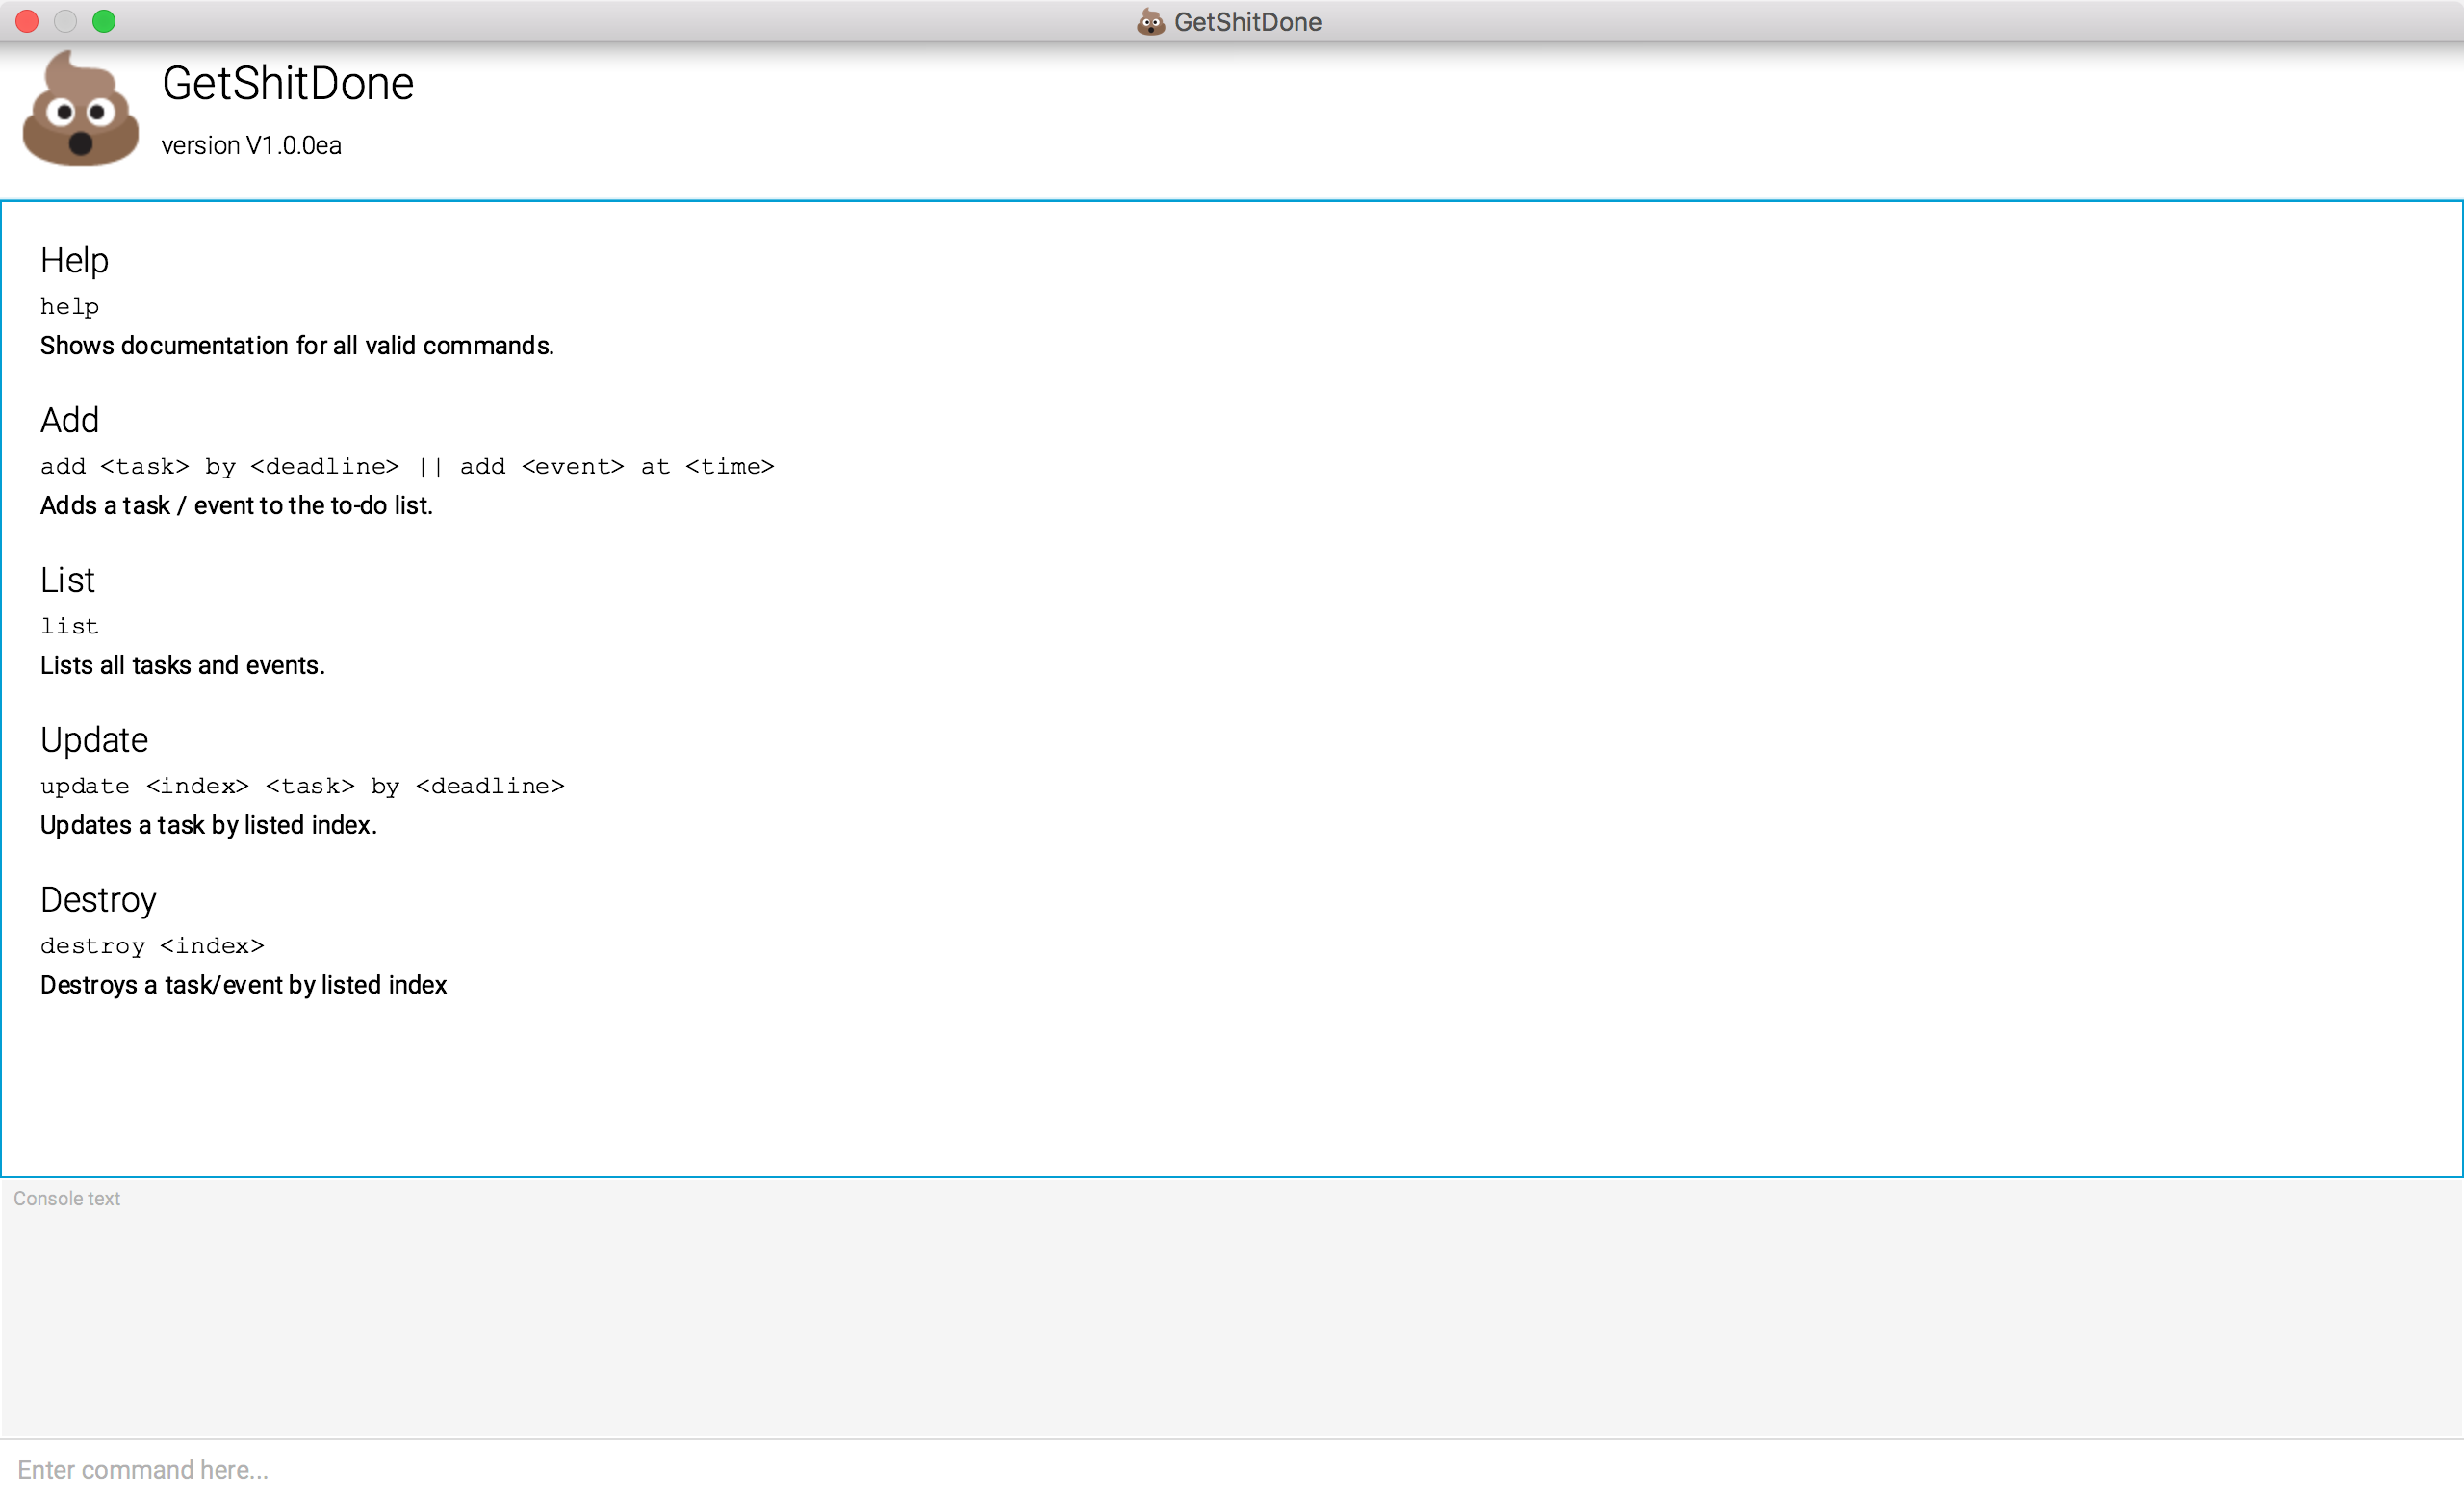 GetShitDone
GetShitDone
version V1.0.0ea
Help
help
Shows documentation for all valid commands.
Add
add <task> by <deadline> || add <event> at <time>
Adds a task / event to the to-do list.
List
list
Lists all tasks and events.
Update
update <index> <task> by <deadline>
Updates a task by listed index.
Destroy
destroy <index>
Destroys a task/event by listed index
Console text
Enter command here...